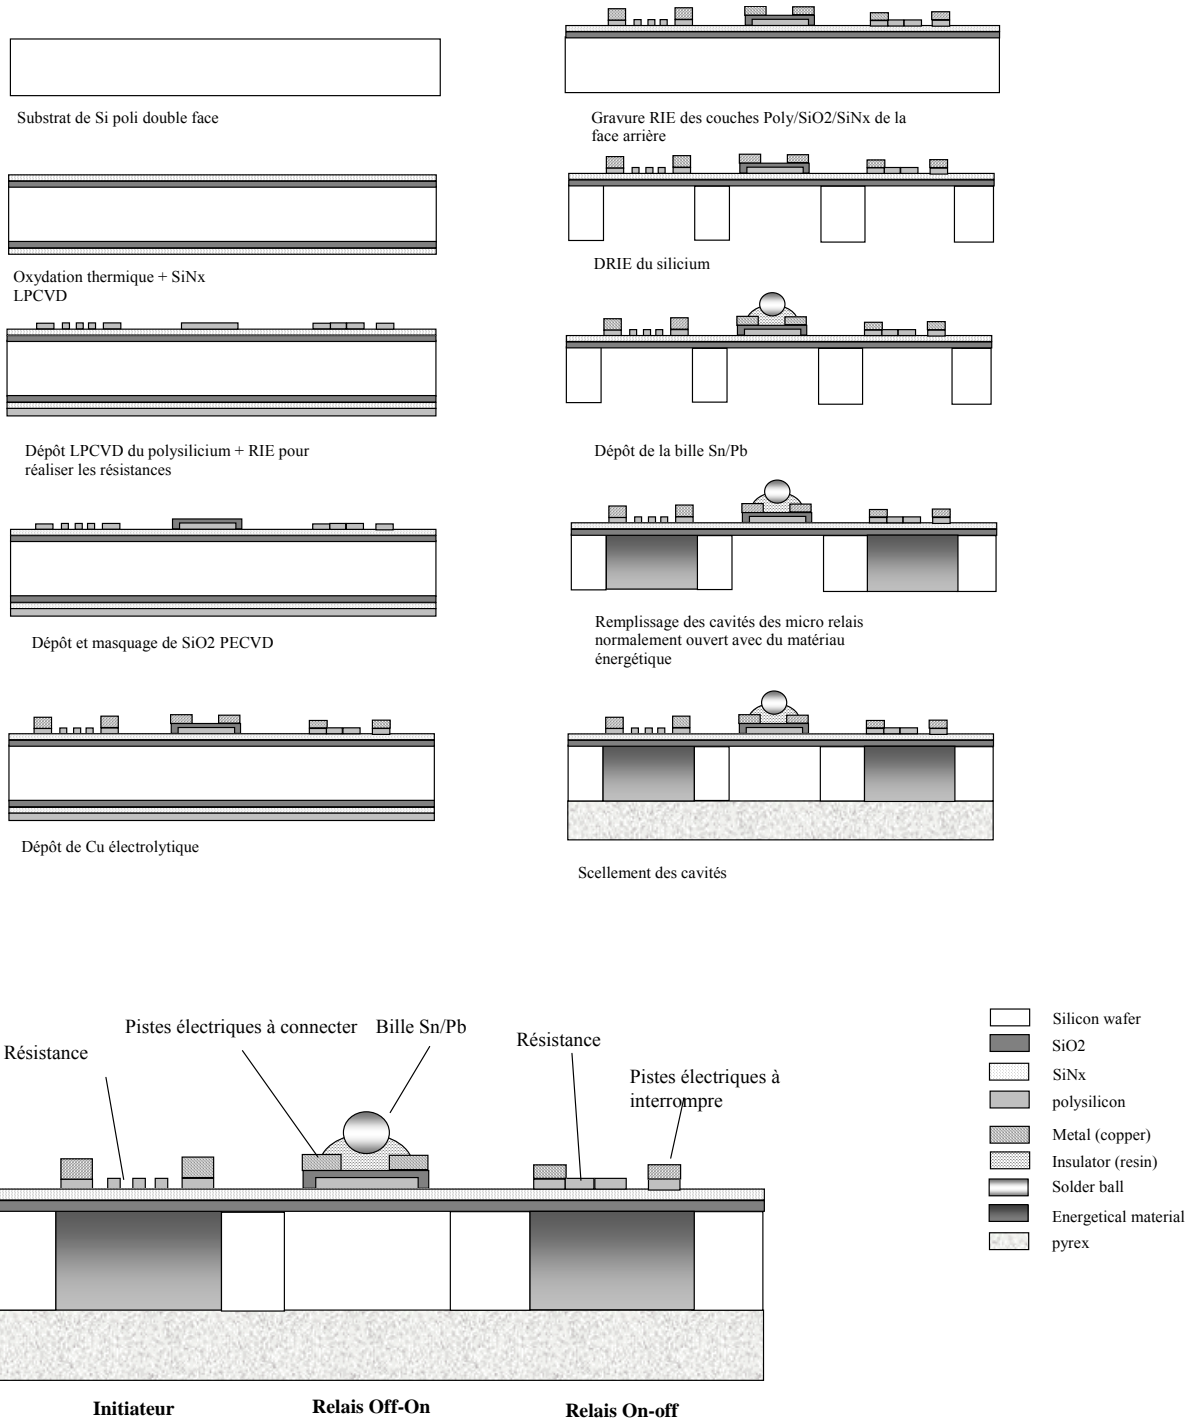 Substrat de Si poli double face
Oxydation thermique + SiNx
LPCVD
Dépôt LPCVD du polysilicium + RIE pour
réaliser les résistances
Dépôt et masquage de SiO2 PECVD
Dépôt de Cu électrolytique
Gravure RIE des couches Poly/SiO2/SiNx de la
face arrière
DRIE du silicium
Dépôt de la bille Sn/Pb
Remplissage des cavités des micro relais
normalement ouvert avec du matériau
énergétique
Scellement des cavités
Résistance
Pistes électriques à connecter
Bille Sn/Pb
Résistance
Pistes électriques à
interrompre
Initiateur
Relais Off-On
Relais On-off
Silicon wafer
SiO2
SiNx
polysilicon
Metal (copper)
Insulator (resin)
Solder ball
Energetical material
pyrex